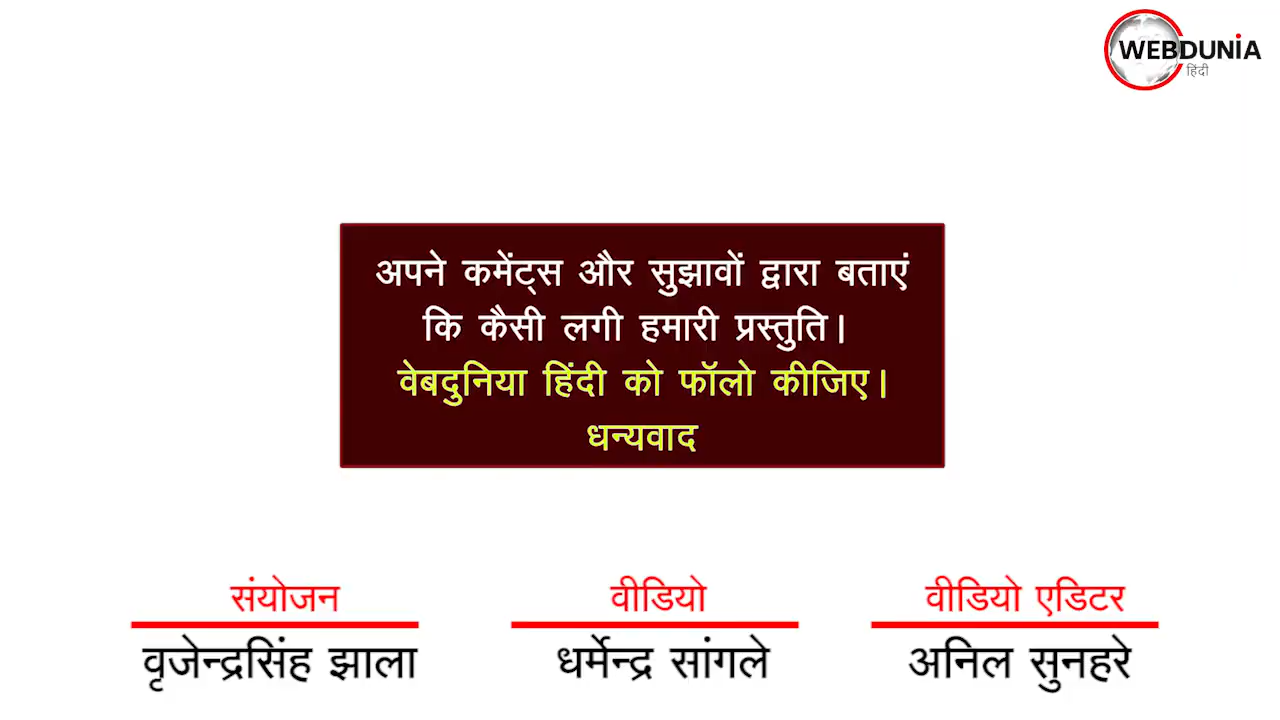 WEBDUNIA
हिंदी
अपने कमेंट्स और सुझावों द्वारा बताएं
कि कैसी लगी हमारी प्रस्तुति।
वेबदुनिया हिंदी को फॉलो कीजिए।
धन्यवाद
संयोजन
वृजेन्द्रसिंह झाला
वीडियो
धर्मेन्द्र सांगले
वीडियो एडिटर
अनिल सुनहरे